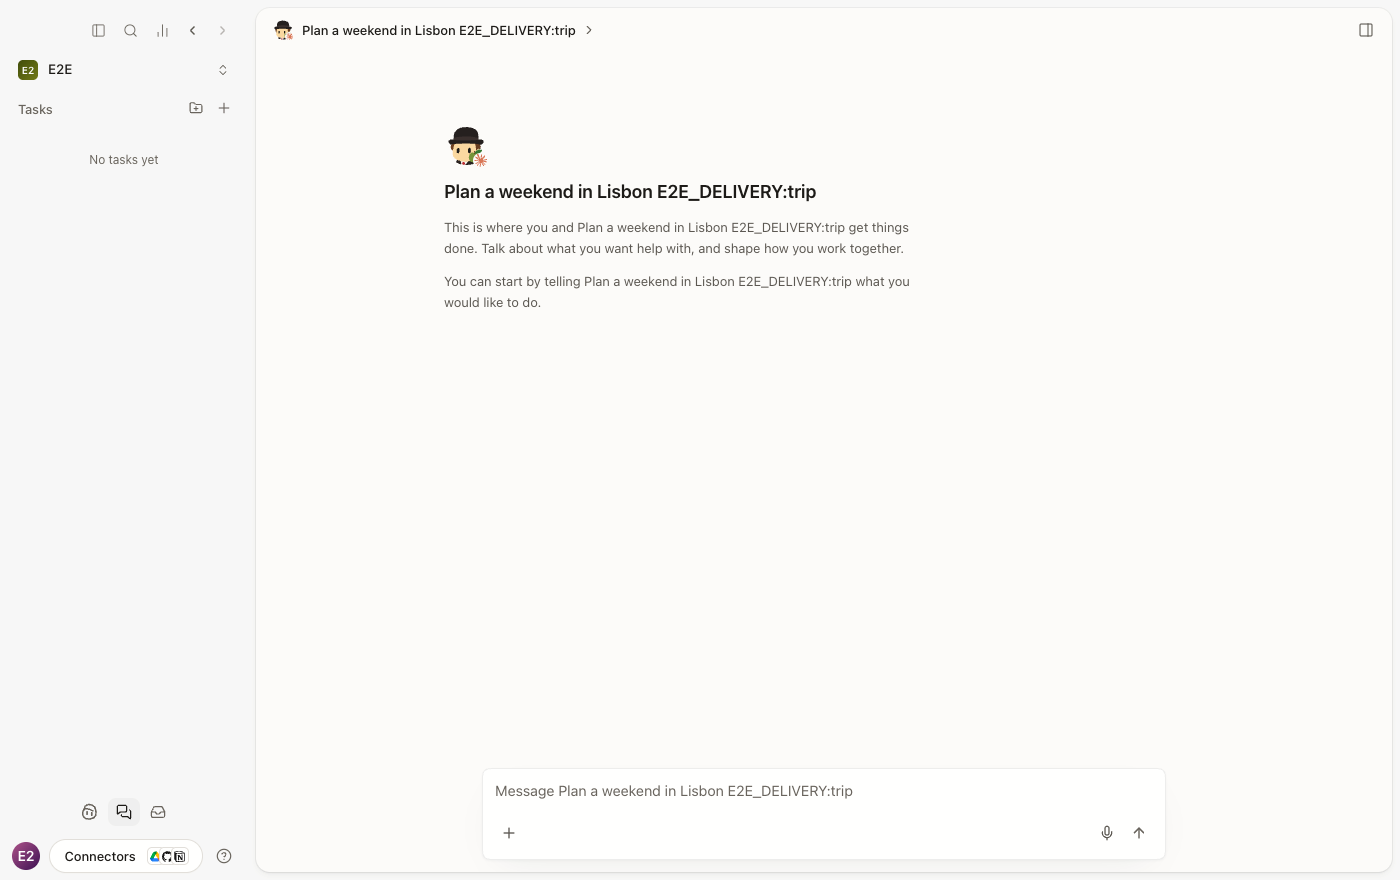 Plan a weekend in Lisbon E2E_DELIVERY:trip
E2 E2E
Tasks
No tasks yet
Plan a weekend in Lisbon E2E_DELIVERY:trip
This is where you and Plan a weekend in Lisbon E2E_DELIVERY:trip get things
done. Talk about what you want help with, and shape how you work together.
You can start by telling Plan a weekend in Lisbon E2E_DELIVERY:trip what you
would like to do.
Message Plan a weekend in Lisbon E2E_DELIVERY:trip
E2 Connectors